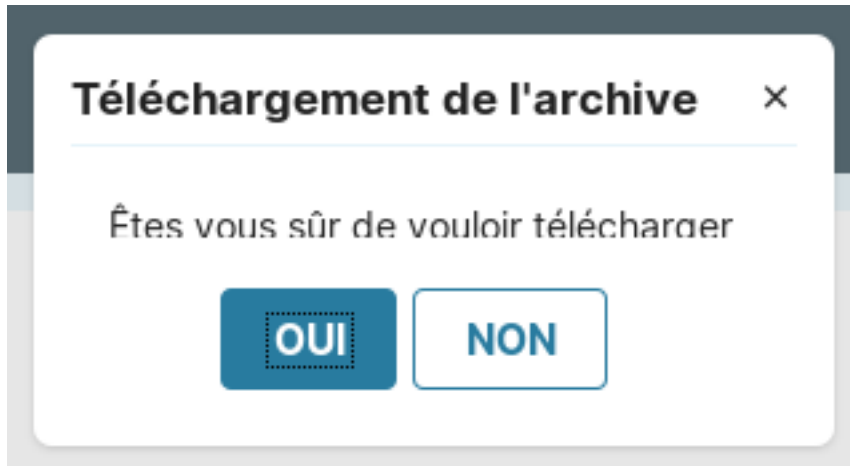 Téléchargement de l'archive ×
Êtes vous sûr de vouloir télécharger
OUI NON